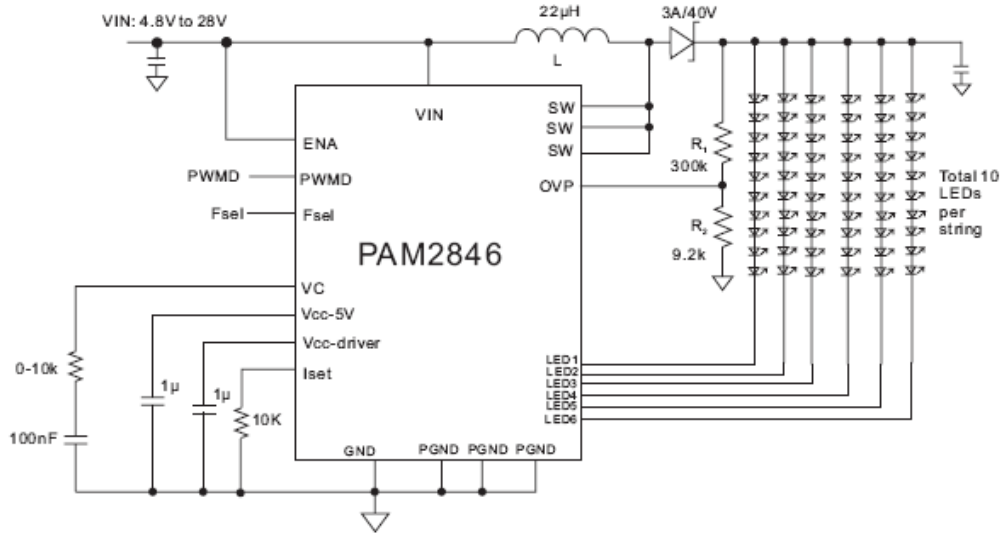 VIN: 4.8V to 28V
22µH
L
3A/40V
VIN
SW
SW
SW
ENA
PWMD
PWMD
Fsel
Fsel
OVP
R1
300k
R2
9.2k
Total 10
LEDs
per
string
PAM2846
VC
Vcc-5V
Vcc-driver
Iset
0-10k
100nF
1µ
1µ
10K
LED1
LED2
LED3
LED4
LED5
LED6
GND
PGND
PGND
PGND